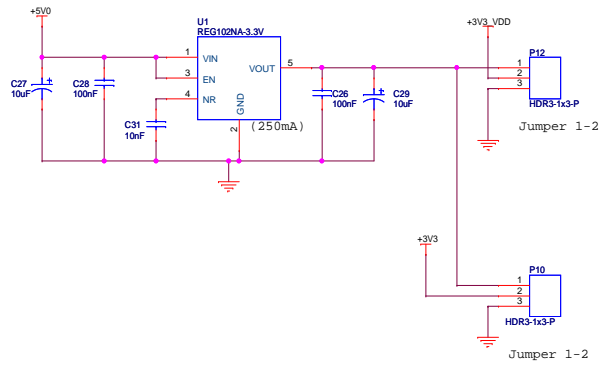 +5V0
U1
REG102NA-3.3V
+3V3_VDD
P12
1
VIN
VOUT
5
1
2
3
3
EN
C27
10uF
C28
100nF
4
NR
GND
C26
100nF
C29
10uF
HDR3-1x3-P
C31
10nF
2
(250mA)
Jumper 1-2
+3V3
P10
1
2
3
HDR3-1x3-P
Jumper 1-2